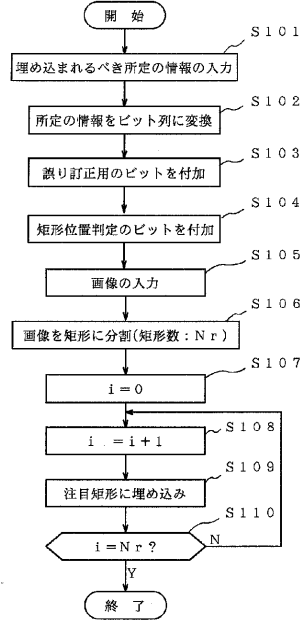 開 始
S101
埋め込まれるべき所定の情報の入力
S102
所定の情報をビット列に変換
S103
誤り訂正用のビットを付加
S104
矩形位置判定のビットを付加
S105
画像の入力
S106
画像を矩形に分割(矩形数：Nr)
S107
i=0
S108
i =i+1
S109
注目矩形に埋め込み
S110
i=Nr?
N
Y
終 了